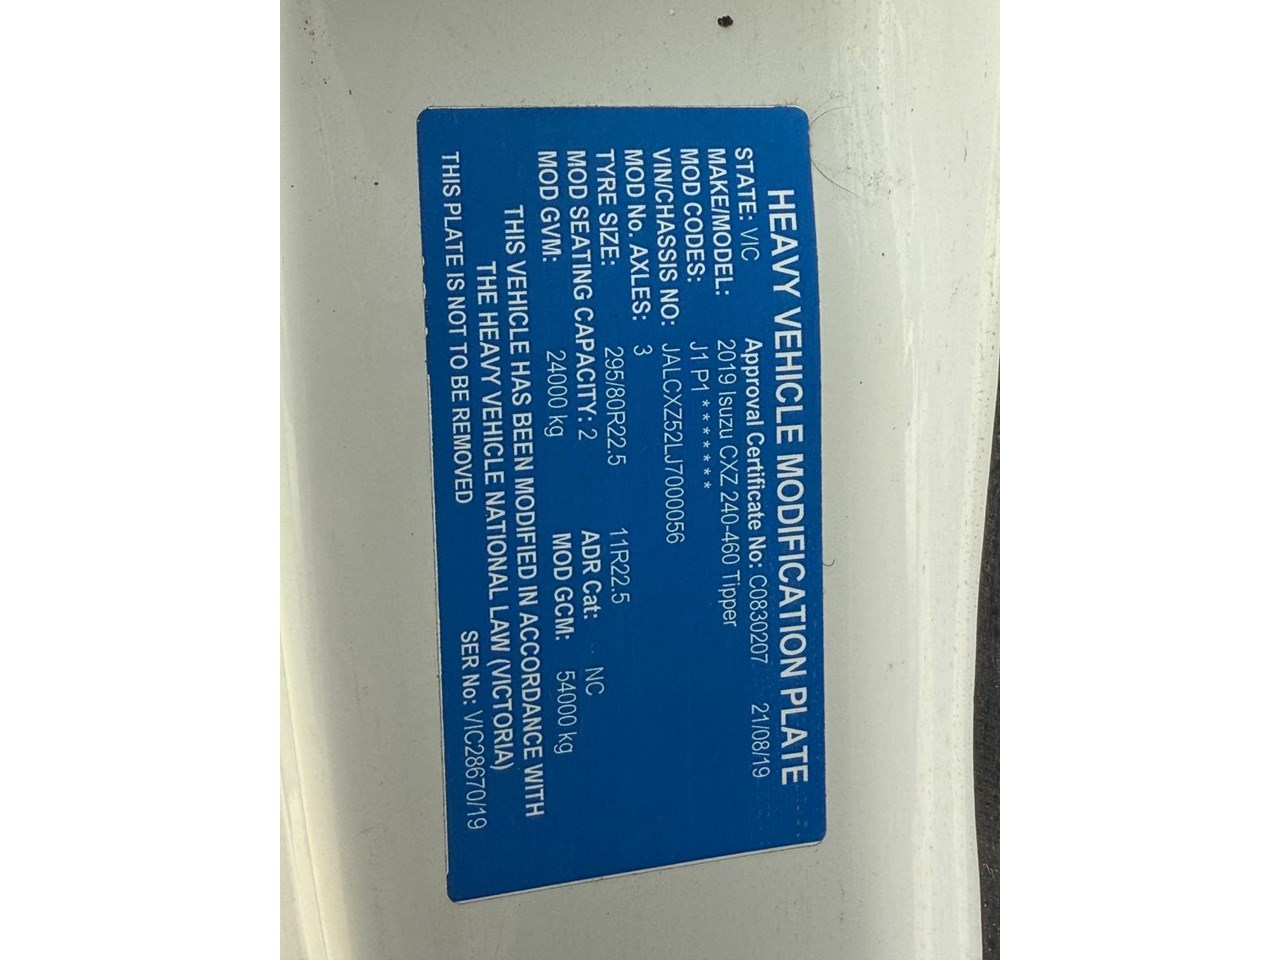 HEAVY VEHICLE MODIFICATION PLATE
STATE: VIC Approval Certificate No: C0830207 21/08/19
MAKE/MODEL: 2019 Isuzu CXZ 240-460 Tipper
MOD CODES: J1 P1 *******
VIN/CHASSIS NO: JALCXZ52LJ7000056
MOD No. AXLES: 3
TYRE SIZE: 295/80R22.5 11R22.5
MOD SEATING CAPACITY: 2 ADR Cat: NC
MOD GVM: 24000 kg MOD GCM: 54000 kg
THIS VEHICLE HAS BEEN MODIFIED IN ACCORDANCE WITH
THE HEAVY VEHICLE NATIONAL LAW (VICTORIA)
THIS PLATE IS NOT TO BE REMOVED SER No: VIC28670/19